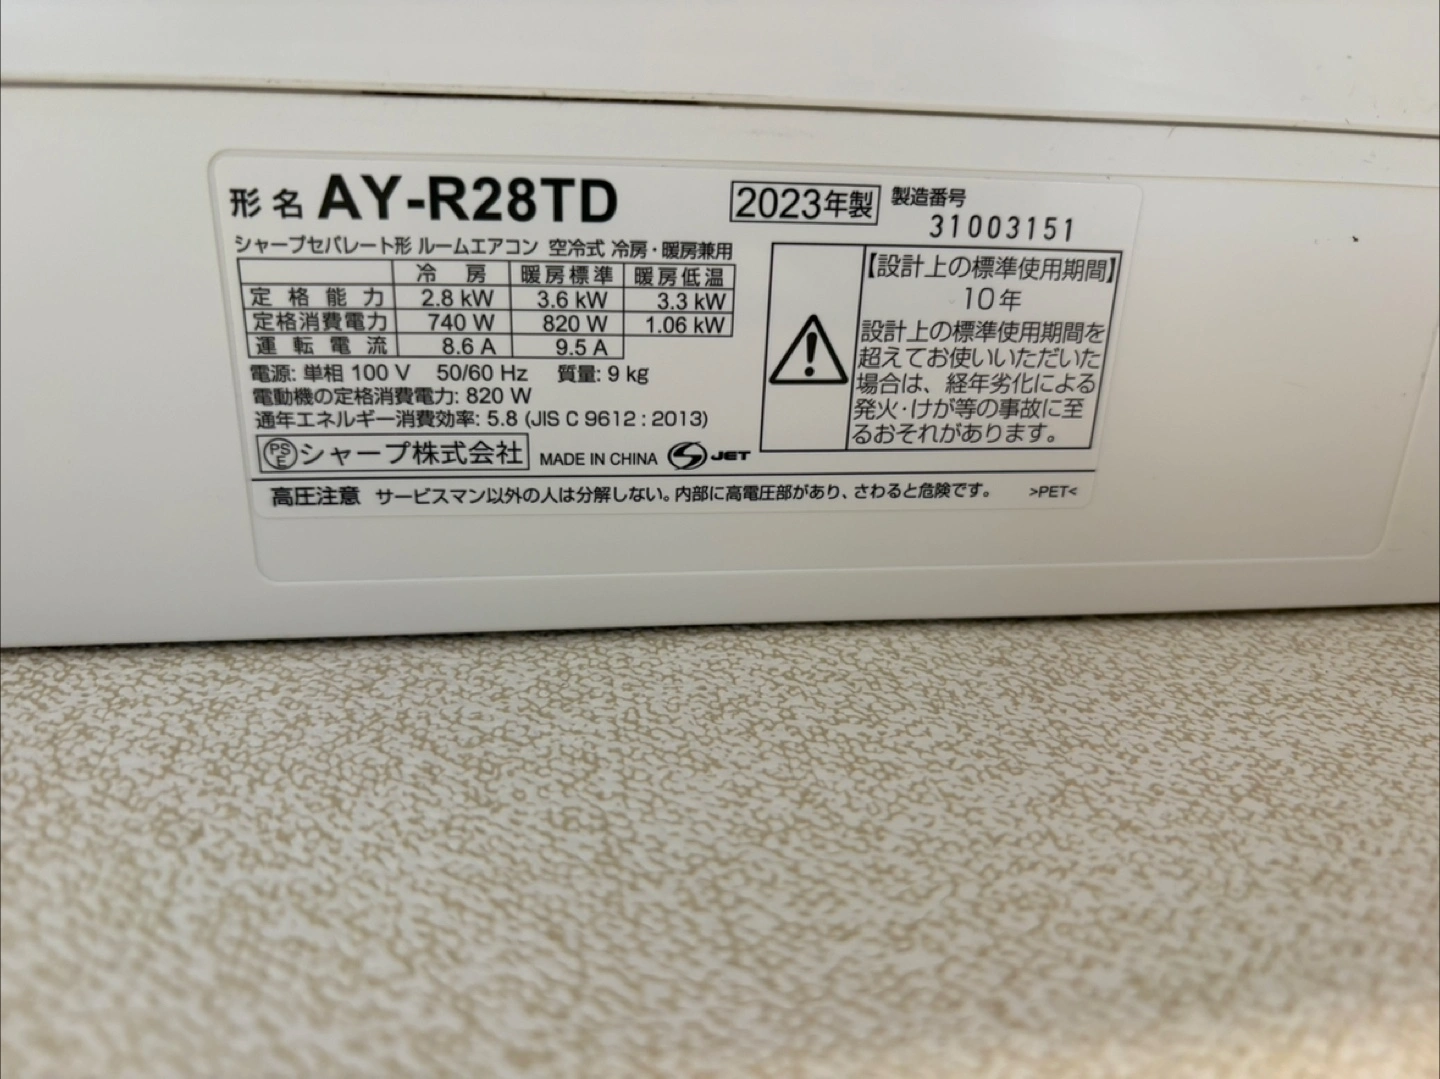 形名 AY-R28TD
2023年製 製造番号
31003151
シャープセパレート形 ルームエアコン 空冷式 冷房・暖房兼用
冷房 暖房標準 暖房低温
定格能力 2.8 kW 3.6 kW 3.3 kW
定格消費電力 740 W 820 W 1.06 kW
運転電流 8.6 A 9.5 A
電源: 単相 100 V 50/60 Hz 質量: 9 kg
電動機の定格消費電力: 820 W
通年エネルギー消費効率: 5.8 (JIS C 9612 : 2013)
PSE シャープ株式会社 MADE IN CHINA S JET
【設計上の標準使用期間】
10年
設計上の標準使用期間を
超えてお使いいただいた
場合は、経年劣化による
発火・けが等の事故に至
るおそれがあります。
高圧注意 サービスマン以外の人は分解しない。内部に高電圧部があり、さわると危険です。 >PET<